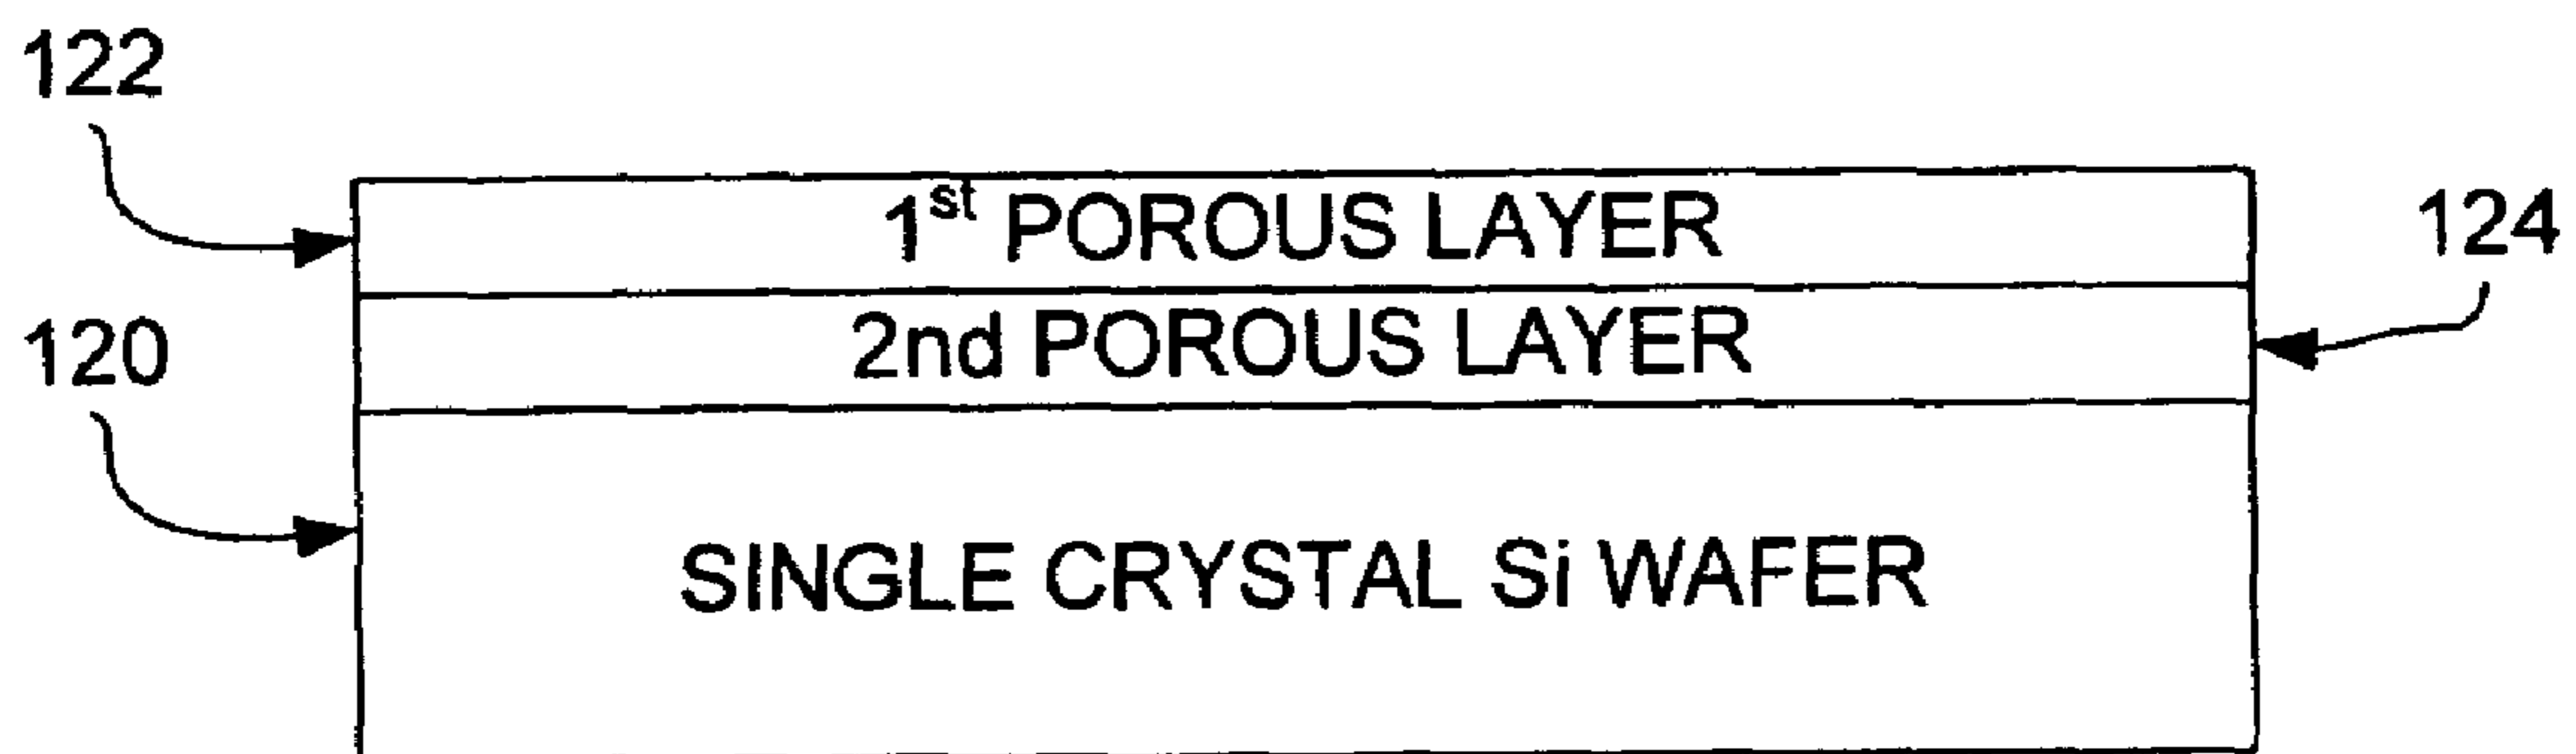 122
1st POROUS LAYER
124
2nd POROUS LAYER
120
SINGLE CRYSTAL Si WAFER